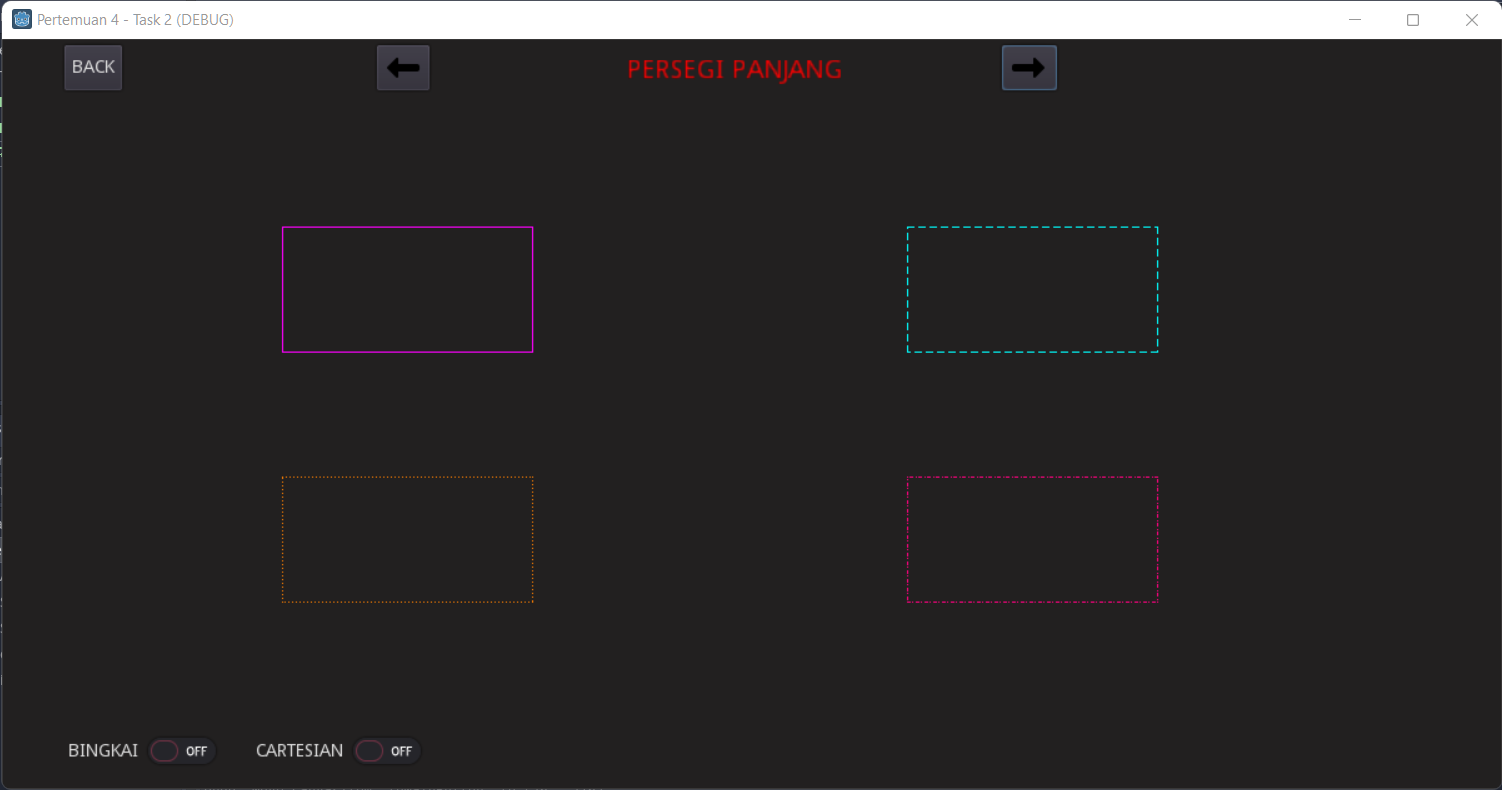 Pertemuan 4 - Task 2 (DEBUG)
BACK
PERSEGI PANJANG
BINGKAI OFF CARTESIAN OFF